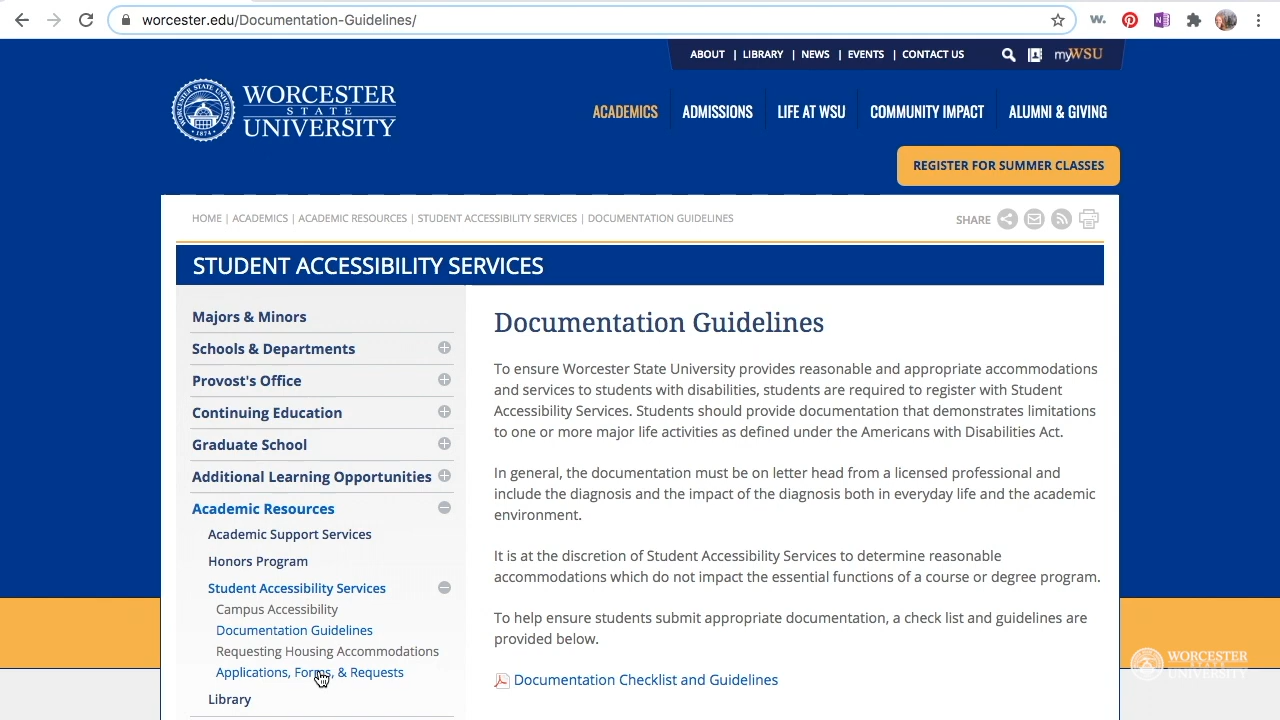 worcester.edu/Documentation-Guidelines/
ABOUT | LIBRARY | NEWS | EVENTS | CONTACT US
myWSU
WORCESTER
STATE
UNIVERSITY
1874
ACADEMICS
ADMISSIONS
LIFE AT WSU
COMMUNITY IMPACT
ALUMNI & GIVING
REGISTER FOR SUMMER CLASSES
HOME | ACADEMICS | ACADEMIC RESOURCES | STUDENT ACCESSIBILITY SERVICES | DOCUMENTATION GUIDELINES
SHARE
STUDENT ACCESSIBILITY SERVICES
Majors & Minors
Schools & Departments
Provost's Office
Continuing Education
Graduate School
Additional Learning Opportunities
Academic Resources
Academic Support Services
Honors Program
Student Accessibility Services
Campus Accessibility
Documentation Guidelines
Requesting Housing Accommodations
Applications, Forms, & Requests
Library
Documentation Guidelines
To ensure Worcester State University provides reasonable and appropriate accommodations
and services to students with disabilities, students are required to register with Student
Accessibility Services. Students should provide documentation that demonstrates limitations
to one or more major life activities as defined under the Americans with Disabilities Act.
In general, the documentation must be on letter head from a licensed professional and
include the diagnosis and the impact of the diagnosis both in everyday life and the academic
environment.
It is at the discretion of Student Accessibility Services to determine reasonable
accommodations which do not impact the essential functions of a course or degree program.
To help ensure students submit appropriate documentation, a check list and guidelines are
provided below.
Documentation Checklist and Guidelines
WORCESTER
STATE
UNIVERSITY